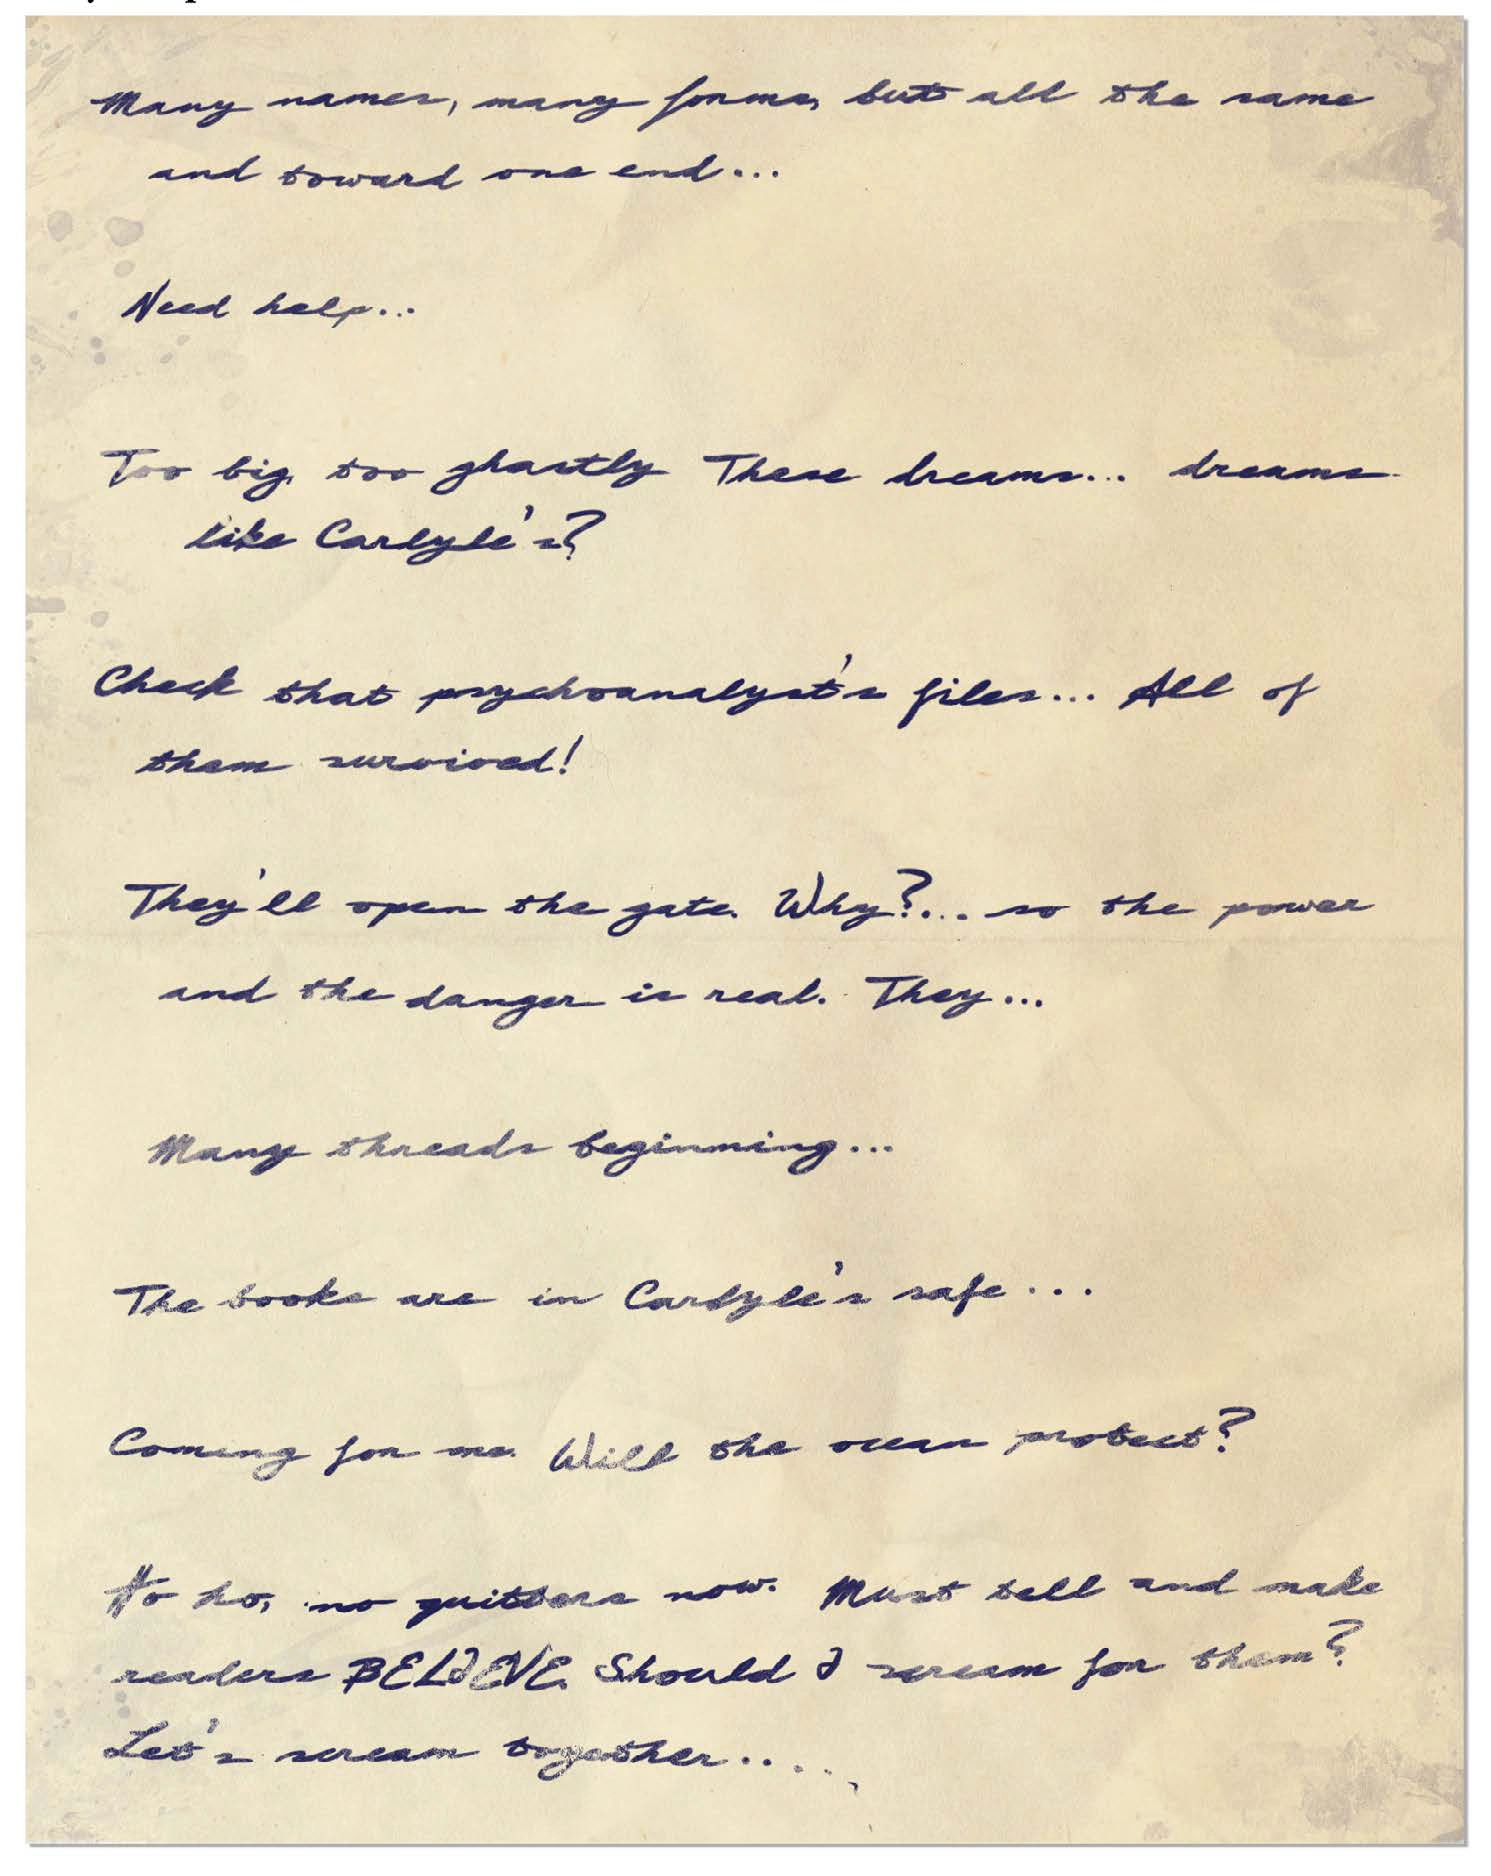 Many names, many forms, but all the same
and toward one end...
Need help...
Too big, too ghastly These dreams... dreams
like Carlyle's?
Check that psychoanalyst's files... All of
them survived!
They'll open the gate. Why?... so the power
and the danger is real. They...
Many threads beginning...
The books are in Carlyle's safe...
Coming for me. Will the ocean protect?
Ho ho, no quitters now. Must tell and make
readers BELIEVE. Should I scream for them?
Let's scream together.....